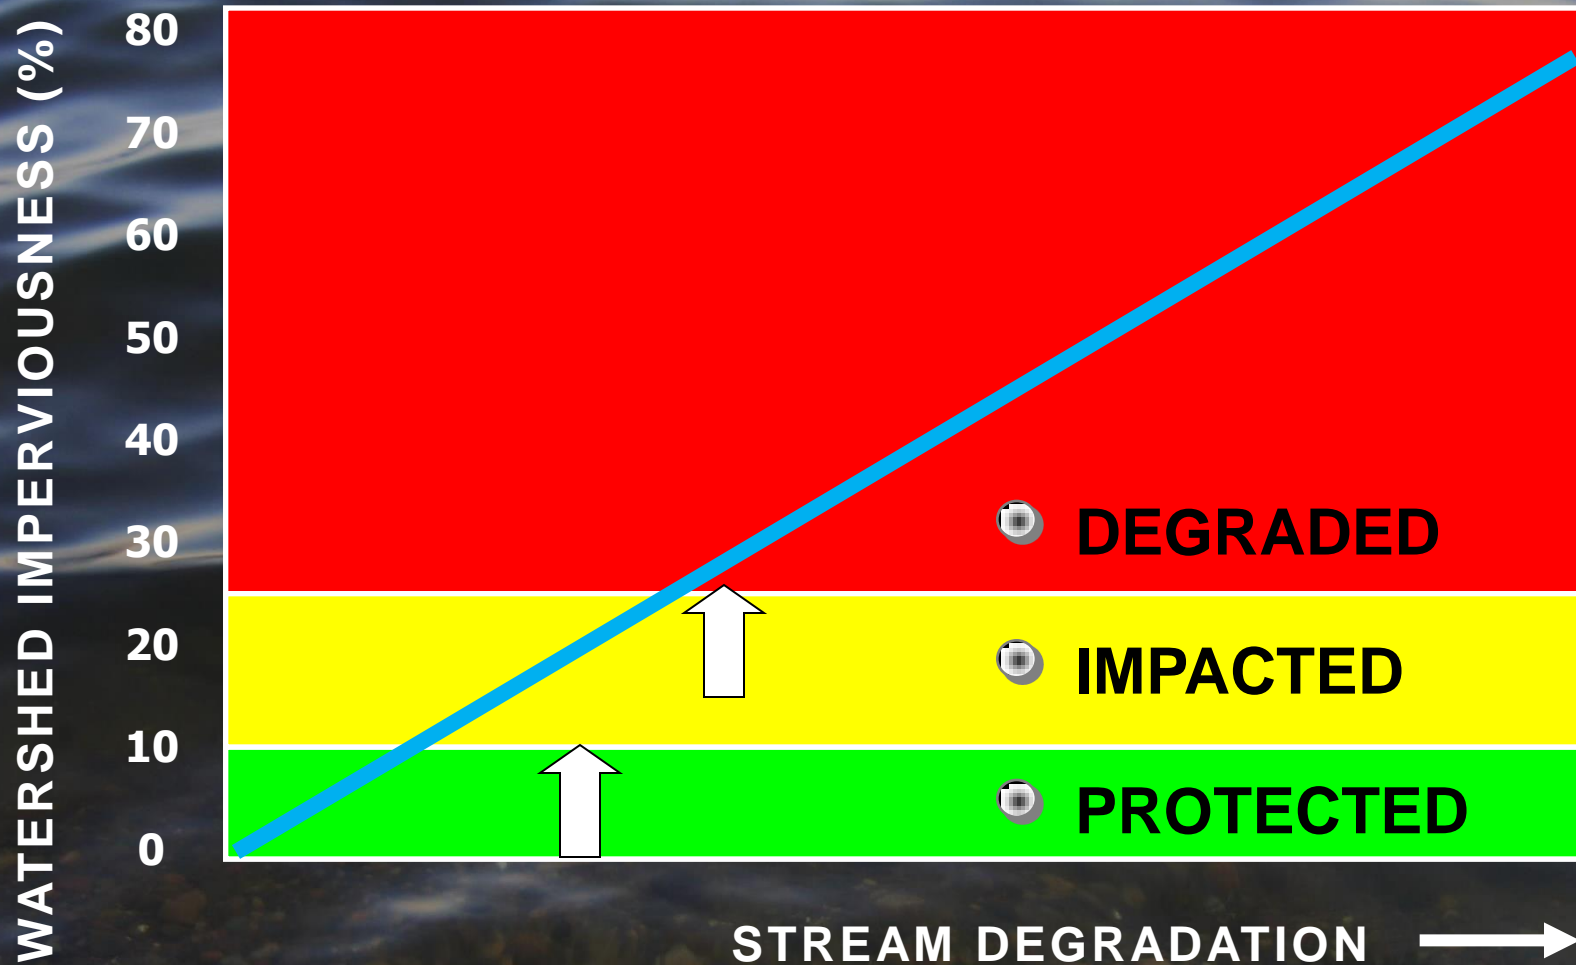 WATERSHED IMPERVIOUSNESS (%)
80
70
60
50
40
30
20
10
0
DEGRADED
IMPACTED
PROTECTED
STREAM DEGRADATION